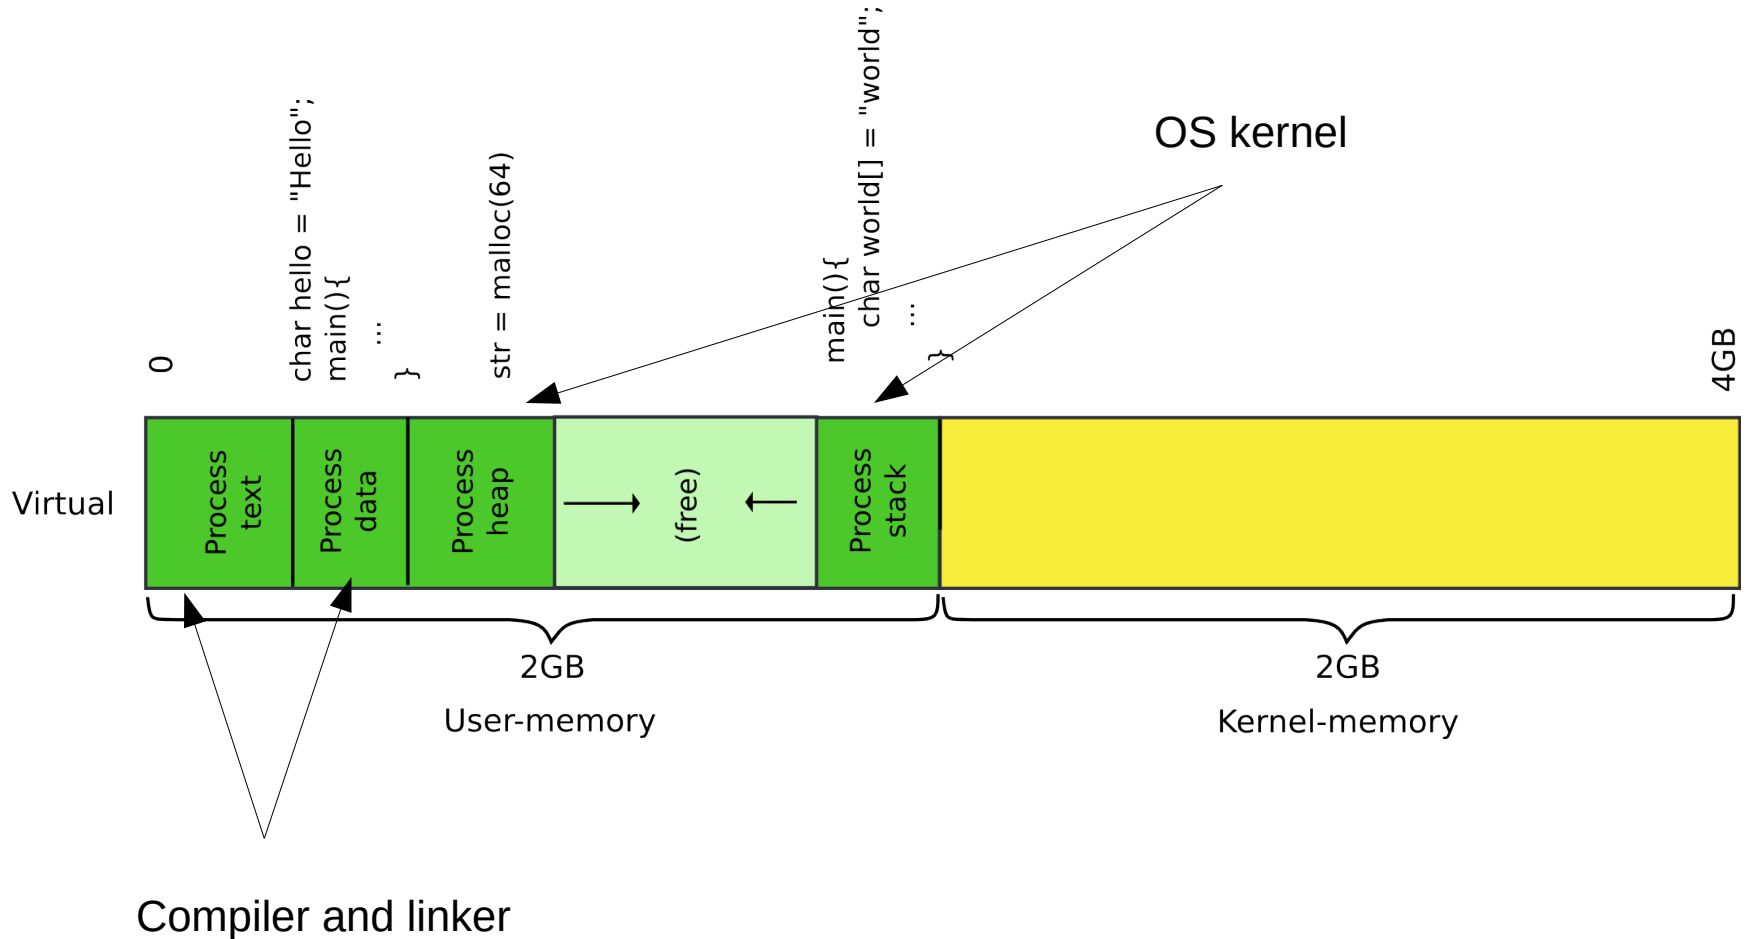 char hello = "Hello";
main(){
...
}
str = malloc(64)
main(){
char world[] = "world";
...
}
OS kernel
0
4GB
Virtual
Process
text
Process
data
Process
heap
(free)
Process
stack
2GB
User-memory
2GB
Kernel-memory
Compiler and linker